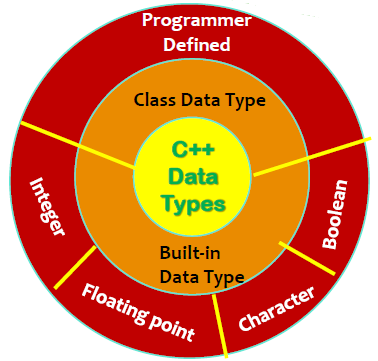 Programmer
Defined
Class Data Type
C++
Data
Types
Built-in
Data Type
Integer
Floating point
Character
Boolean